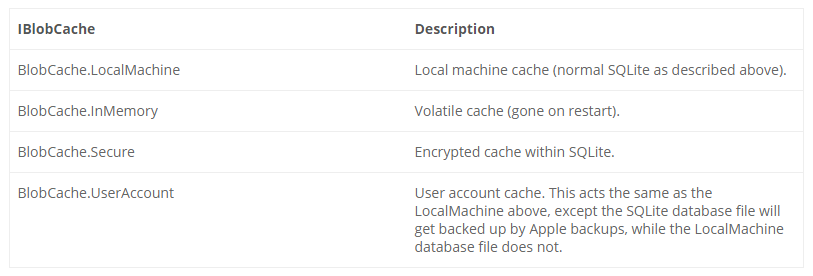 IBlobCache Description
BlobCache.LocalMachine Local machine cache (normal SQLite as described above).
BlobCache.InMemory Volatile cache (gone on restart).
BlobCache.Secure Encrypted cache within SQLite.
BlobCache.UserAccount User account cache. This acts the same as the
LocalMachine above, except the SQLite database file will
get backed up by Apple backups, while the LocalMachine
database file does not.